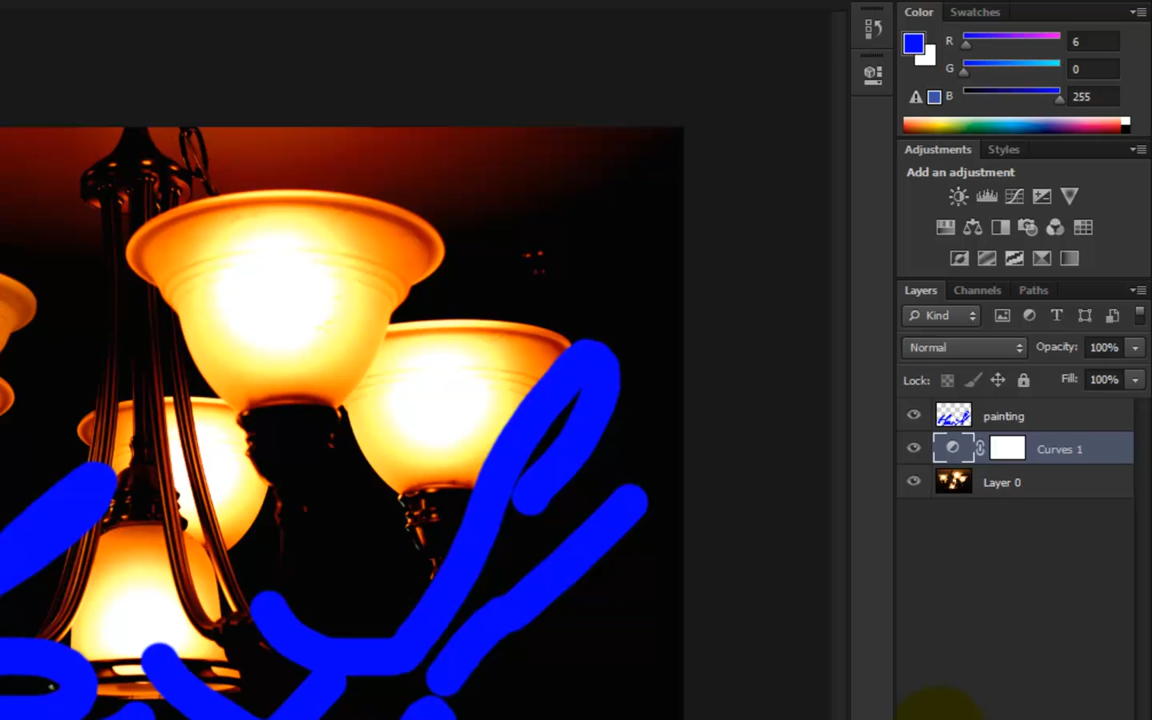 Color Swatches
R 6
G 0
B 255
Adjustments Styles
Add an adjustment
Layers Channels Paths
Kind
Normal Opacity: 100%
Lock: Fill: 100%
painting
Curves 1
Layer 0